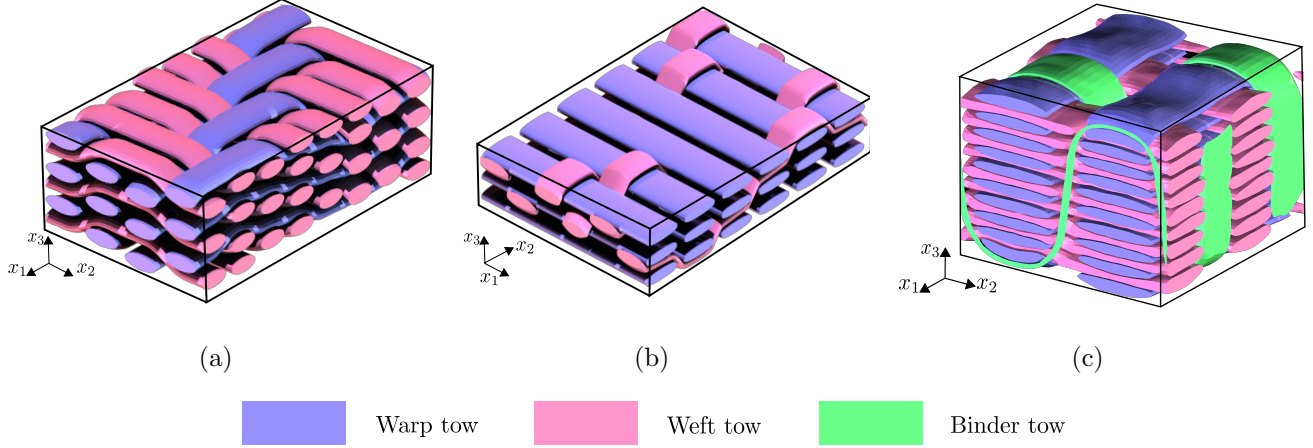 x3
x1 x2
x3
x2
x1
x3
x1 x2
(a) (b) (c)
Warp tow Weft tow Binder tow